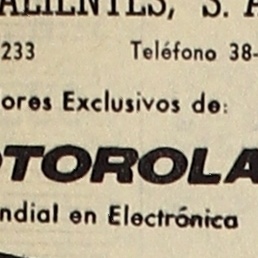 ALIENTES, S. A
233 Teléfono 38-
ores Exclusivos de:
OTOROLA
ndial en Electrónica